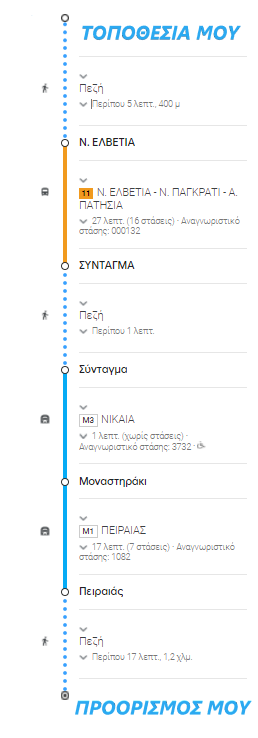 ΤΟΠΟΘΕΣΙΑ ΜΟΥ
Πεζή
Περίπου 5 λεπτ., 400 μ
Ν. ΕΛΒΕΤΙΑ
11 Ν. ΕΛΒΕΤΙΑ - Ν. ΠΑΓΚΡΑΤΙ - Α.
ΠΑΤΗΣΙΑ
27 λεπτ. (16 στάσεις) · Αναγνωριστικό
στάσης: 000132
ΣΥΝΤΑΓΜΑ
Πεζή
Περίπου 1 λεπτ.
Σύνταγμα
M3 ΝΙΚΑΙΑ
1 λεπτ. (χωρίς στάσεις) ·
Αναγνωριστικό στάσης: 3732 ·
Μοναστηράκι
M1 ΠΕΙΡΑΙΑΣ
17 λεπτ. (7 στάσεις) · Αναγνωριστικό
στάσης: 1082
Πειραιάς
Πεζή
Περίπου 17 λεπτ., 1,2 χλμ.
ΠΡΟΟΡΙΣΜΟΣ ΜΟΥ